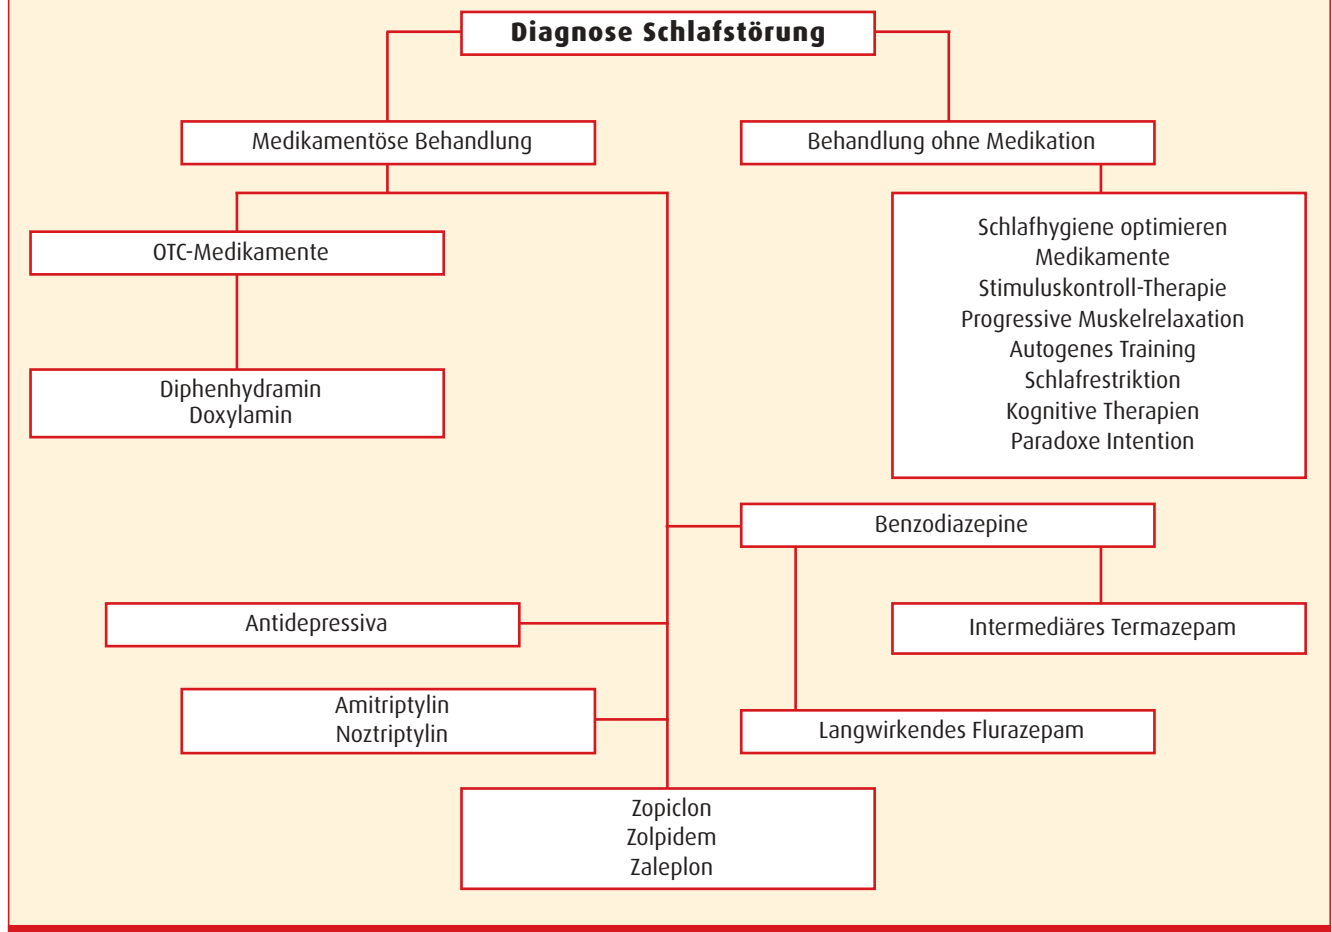 Diagnose Schlafstörung
Medikamentöse Behandlung
Behandlung ohne Medikation
OTC-Medikamente
Diphenhydramin
Doxylamin
Schlafhygiene optimieren
Medikamente
Stimuluskontroll-Therapie
Progressive Muskelrelaxation
Autogenes Training
Schlafrestriktion
Kognitive Therapien
Paradoxe Intention
Benzodiazepine
Antidepressiva
Intermediäres Termazepam
Amitriptylin
Noztriptylin
Langwirkendes Flurazepam
Zopiclon
Zolpidem
Zaleplon